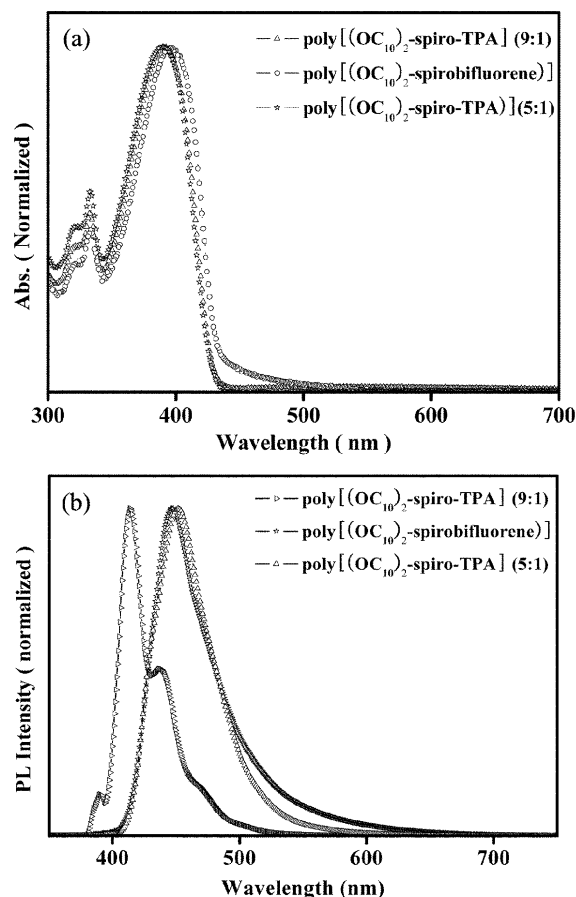 (a)
—△— poly[(OC10)2-spiro-TPA] (9:1)
—○— poly[(OC10)2-spirobifluorene)]
—☆— poly[(OC10)2-spiro-TPA)](5:1)
Abs. ( Normalized )
300 400 500 600 700
Wavelength ( nm )
(b)
—▷— poly[(OC10)2-spiro-TPA] (9:1)
—☆— poly[(OC10)2-spirobifluorene)]
—△— poly[(OC10)2-spiro-TPA] (5:1)
PL Intensity ( normalized )
400 500 600 700
Wavelength (nm)